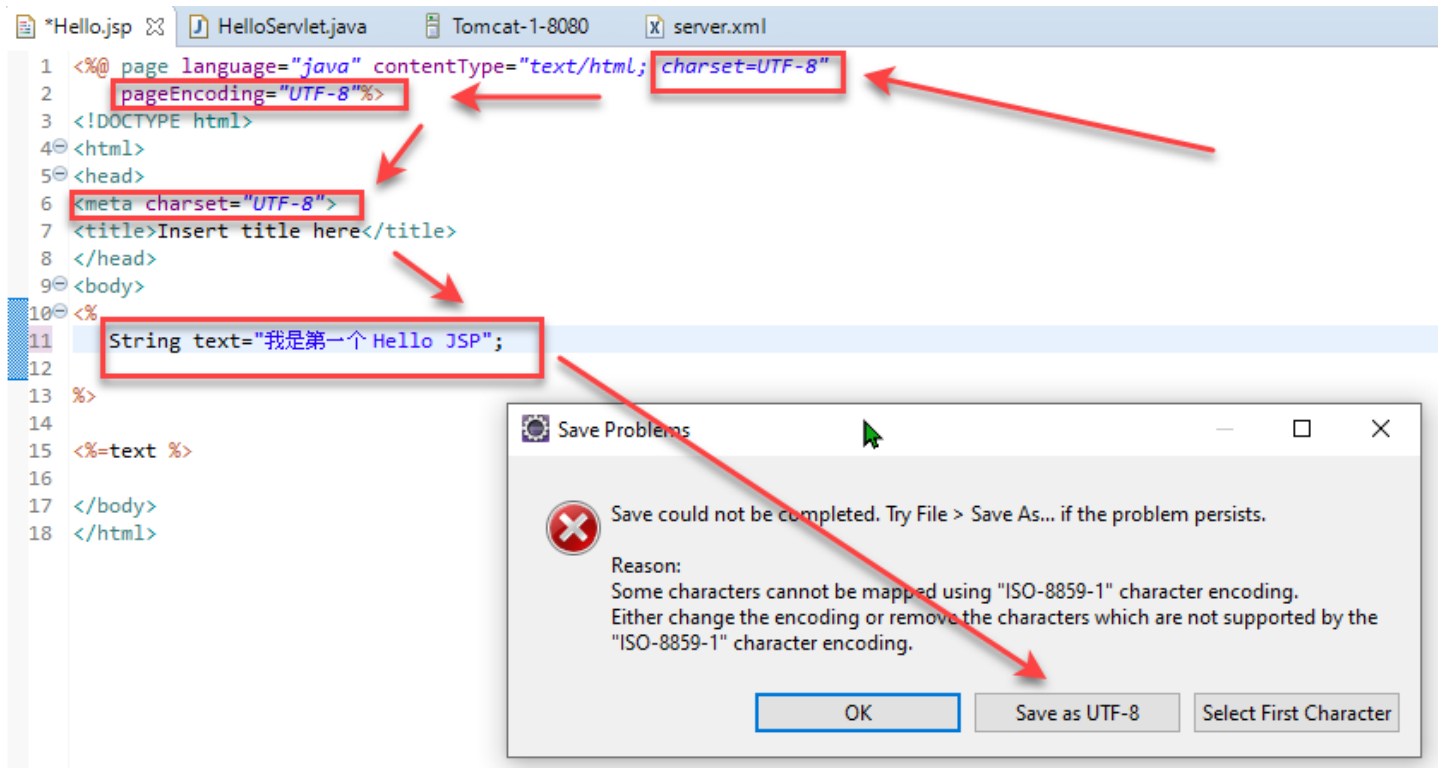 *Hello.jsp HelloServlet.java Tomcat-1-8080 server.xml
1 <%@ page language="java" contentType="text/html; charset=UTF-8"
2 pageEncoding="UTF-8"%>
3 <!DOCTYPE html>
4 <html>
5 <head>
6 <meta charset="UTF-8">
7 <title>Insert title here</title>
8 </head>
9 <body>
10 <%
11 String text="我是第一个 Hello JSP";
12
13 %>
14
15 <%=text %>
16
17 </body>
18 </html>
Save Problems
Save could not be completed. Try File > Save As... if the problem persists.
Reason:
Some characters cannot be mapped using "ISO-8859-1" character encoding.
Either change the encoding or remove the characters which are not supported by the
"ISO-8859-1" character encoding.
OK Save as UTF-8 Select First Character